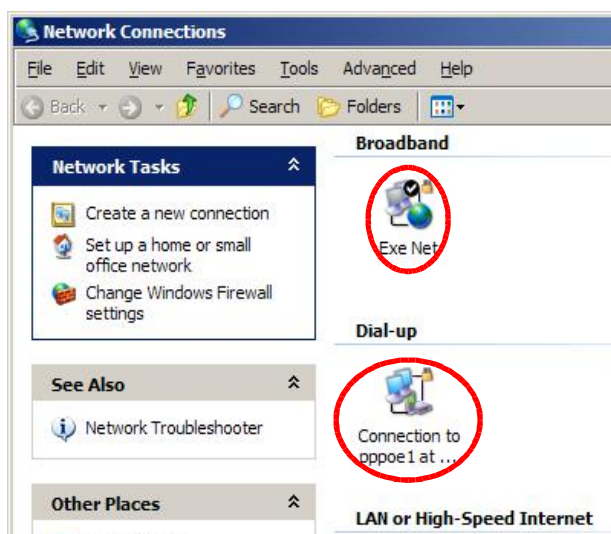 Network Connections
File Edit View Favorites Tools Advanced Help
Back Search Folders
Network Tasks
Create a new connection
Set up a home or small
office network
Change Windows Firewall
settings
See Also
Network Troubleshooter
Other Places
Broadband
Exe Net
Dial-up
Connection to
pppoe1 at ...
LAN or High-Speed Internet